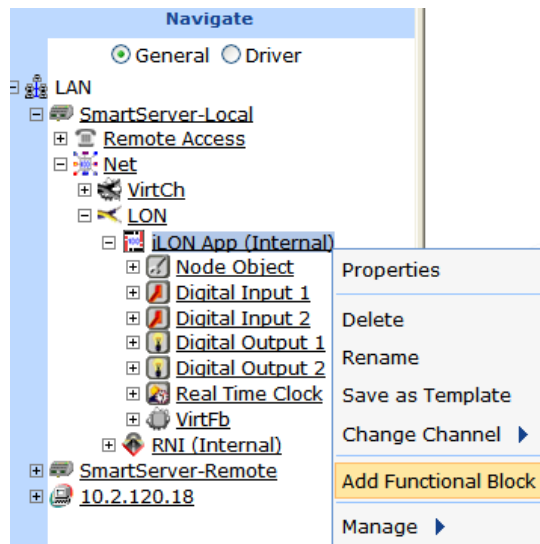 Navigate
General Driver
LAN
SmartServer-Local
Remote Access
Net
VirtCh
LON
iLON App (Internal)
Node Object
Digital Input 1
Digital Input 2
Digital Output 1
Digital Output 2
Real Time Clock
VirtFb
RNI (Internal)
SmartServer-Remote
10.2.120.18
Properties
Delete
Rename
Save as Template
Change Channel
Add Functional Block
Manage